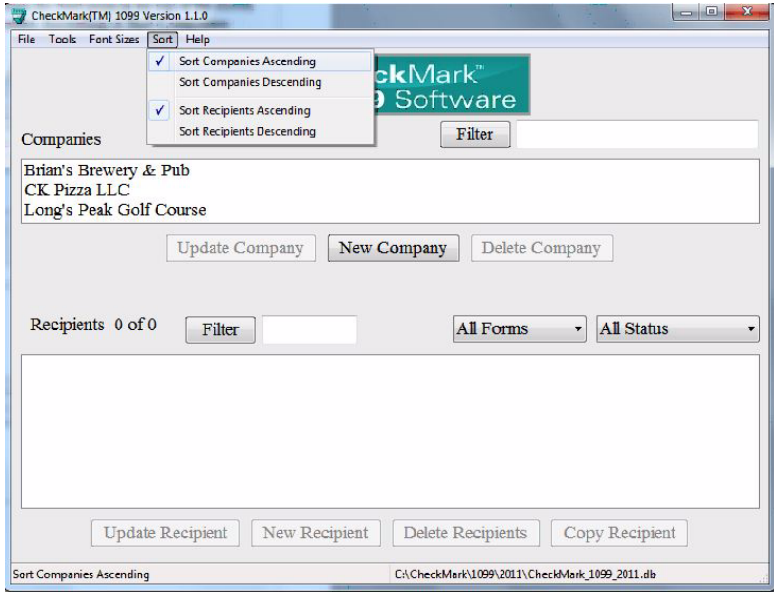 CheckMark(TM) 1099 Version 1.1.0
File Tools Font Sizes Sort Help
Sort Companies Ascending
Sort Companies Descending
Sort Recipients Ascending
Sort Recipients Descending
ckMark™
Software
Companies
Filter
Brian's Brewery & Pub
CK Pizza LLC
Long's Peak Golf Course
Update Company New Company Delete Company
Recipients 0 of 0 Filter All Forms All Status
Update Recipient New Recipient Delete Recipients Copy Recipient
Sort Companies Ascending C:\CheckMark\1099\2011\CheckMark_1099_2011.db